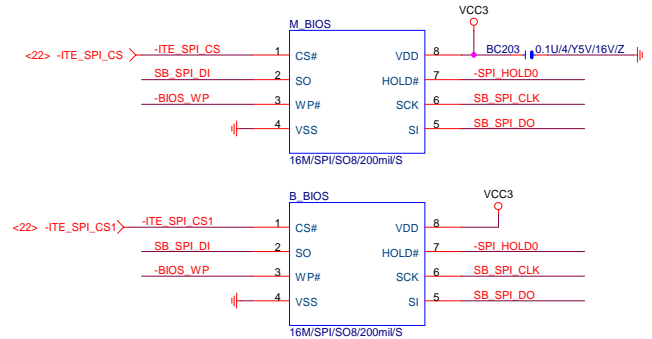 VCC3
M_BIOS
<22> -ITE_SPI_CS -ITE_SPI_CS 1 CS# VDD 8 BC203 0.1U/4/Y5V/16V/Z
SB_SPI_DI 2 SO HOLD# 7 -SPI_HOLD0
-BIOS_WP 3 WP# SCK 6 SB_SPI_CLK
4 VSS SI 5 SB_SPI_DO
16M/SPI/SO8/200mil/S
VCC3
B_BIOS
<22> -ITE_SPI_CS1 -ITE_SPI_CS1 1 CS# VDD 8
SB_SPI_DI 2 SO HOLD# 7 -SPI_HOLD0
-BIOS_WP 3 WP# SCK 6 SB_SPI_CLK
4 VSS SI 5 SB_SPI_DO
16M/SPI/SO8/200mil/S